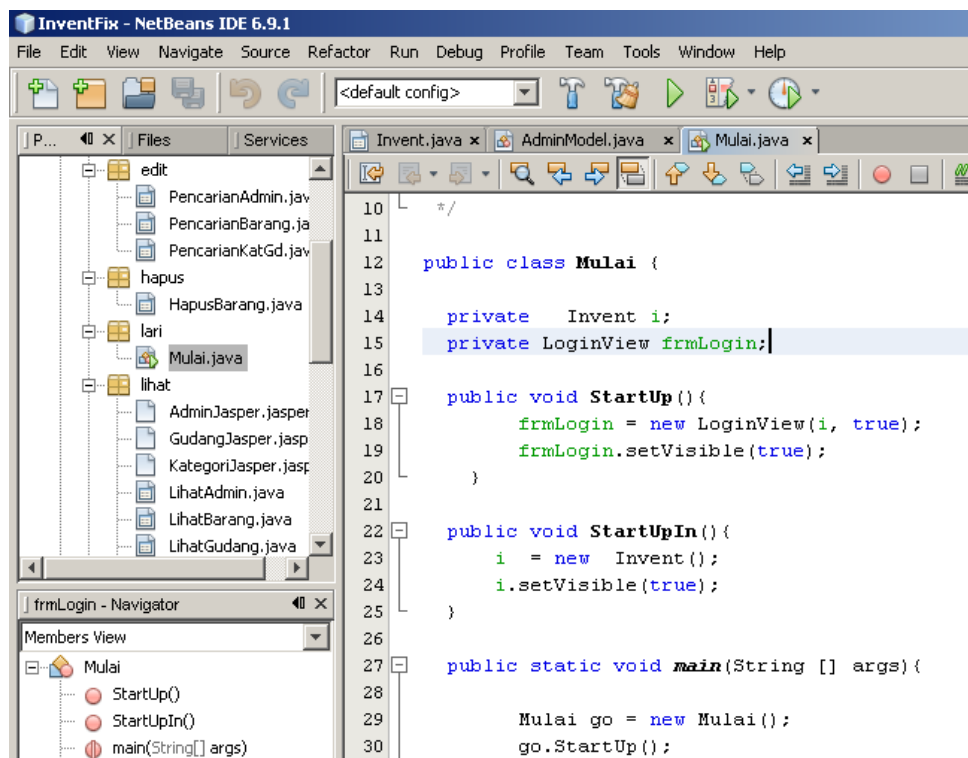 InventFix - NetBeans IDE 6.9.1
File Edit View Navigate Source Refactor Run Debug Profile Team Tools Window Help
<default config>
P... Files Services
edit
PencarianAdmin.jav
PencarianBarang.ja
PencarianKatGd.jav
hapus
HapusBarang.java
lari
Mulai.java
lihat
AdminJasper.jasper
GudangJasper.jasp
KategoriJasper.jasp
LihatAdmin.java
LihatBarang.java
LihatGudang.java
frmLogin - Navigator
Members View
Mulai
StartUp()
StartUpIn()
main(String[] args)
Invent.java AdminModel.java Mulai.java
10 */
11
12 public class Mulai {
13
14 private   Invent i;
15 private LoginView frmLogin;
16
17 public void StartUp(){
18 frmLogin = new LoginView(i, true);
19 frmLogin.setVisible(true);
20 }
21
22 public void StartUpIn(){
23 i  = new  Invent();
24 i.setVisible(true);
25 }
26
27 public static void main(String [] args){
28
29 Mulai go = new Mulai();
30 go.StartUp();